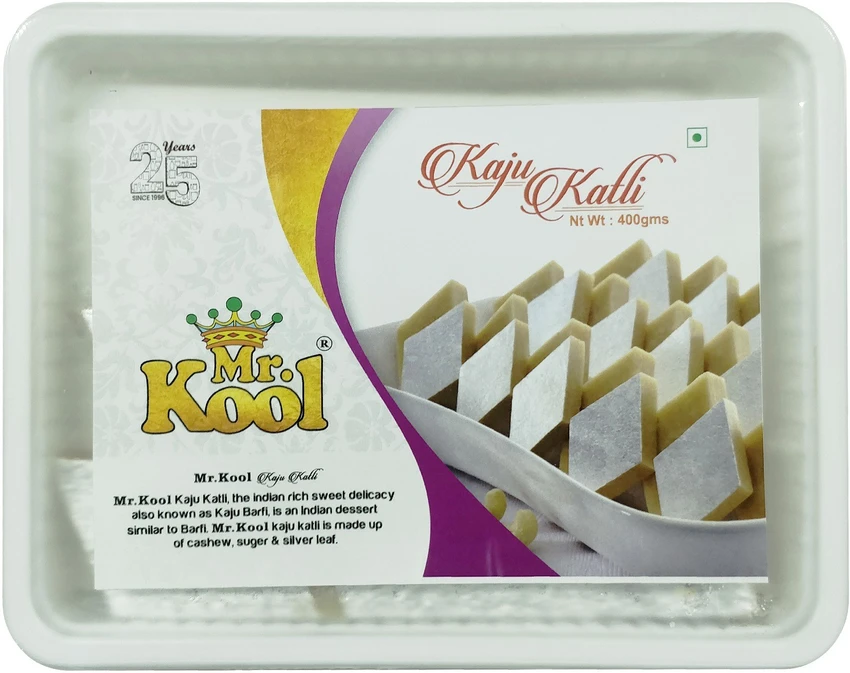 25 Years
SINCE 1996
Kaju
Katli
Nt Wt : 400gms
Mr.
Kool
®
Mr.Kool Kaju Katli
Mr.Kool Kaju Katli, the indian rich sweet delicacy
also known as Kaju Barfi, is an Indian dessert
similar to Barfi. Mr.Kool kaju katli is made up
of cashew, suger & silver leaf.